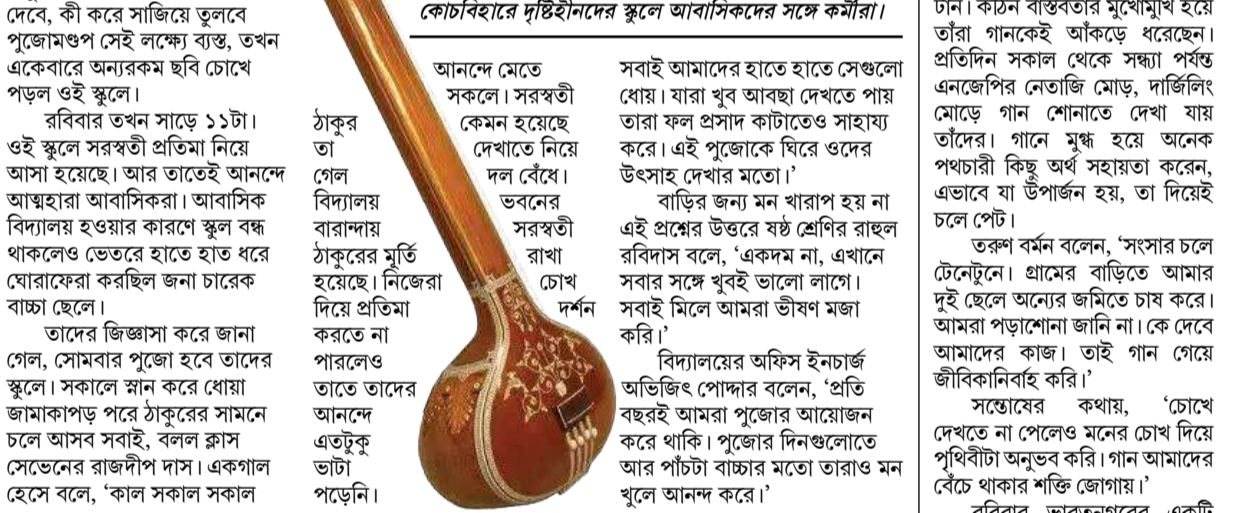 দেবে, কী করে সাজিয়ে তুলবে
পুজোমণ্ডপ সেই লক্ষ্যে ব্যস্ত, তখন
একেবারে অন্যরকম ছবি চোখে
পড়ল ওই স্কুলে।
রবিবার তখন সাড়ে ১১টা।
ওই স্কুলে সরস্বতী প্রতিমা নিয়ে
আসা হয়েছে। আর তাতেই আনন্দে
আত্মহারা আবাসিকরা। আবাসিক
বিদ্যালয় হওয়ার কারণে স্কুল বন্ধ
থাকলেও ভেতরে হাতে হাত ধরে
ঘোরাফেরা করছিল জনা চারেক
বাচ্চা ছেলে।
তাদের জিজ্ঞাসা করে জানা
গেল, সোমবার পুজো হবে তাদের
স্কুলে। সকালে স্নান করে ধোয়া
জামাকাপড় পরে ঠাকুরের সামনে
চলে আসব সবাই, বলল ক্লাস
সেভেনের রাজদীপ দাস। একগাল
হেসে বলে, ‘কাল সকাল সকাল
কোচবিহারে দৃষ্টিহীনদের স্কুলে আবাসিকদের সঙ্গে কর্মীরা।
আনন্দে মেতে
সকলে। সরস্বতী
ঠাকুর কেমন হয়েছে
তা দেখাতে নিয়ে
গেল দল বেঁধে।
বিদ্যালয় ভবনের
বারান্দায় সরস্বতী
ঠাকুরের মূর্তি রাখা
হয়েছে। নিজেরা চোখ
দিয়ে প্রতিমা দর্শন
করতে না
পারলেও
তাতে তাদের
আনন্দে
এতটুকু
ভাটা
পড়েনি।
সবাই আমাদের হাতে হাতে সেগুলো
ধোয়। যারা খুব আবছা দেখতে পায়
তারা ফল প্রসাদ কাটাতেও সাহায্য
করে। এই পুজোকে ঘিরে ওদের
উৎসাহ দেখার মতো।’
বাড়ির জন্য মন খারাপ হয় না
এই প্রশ্নের উত্তরে ষষ্ঠ শ্রেণির রাহুল
রবিদাস বলে, ‘একদম না, এখানে
সবার সঙ্গে খুবই ভালো লাগে।
সবাই মিলে আমরা ভীষণ মজা
করি।’
বিদ্যালয়ের অফিস ইনচার্জ
অভিজিৎ পোদ্দার বলেন, ‘প্রতি
বছরই আমরা পুজোর আয়োজন
করে থাকি। পুজোর দিনগুলোতে
আর পাঁচটা বাচ্চার মতো তারাও মন
খুলে আনন্দ করে।’
টান। কঠিন বাস্তবতার মুখোমুখি হয়ে
তাঁরা গানকেই আঁকড়ে ধরেছেন।
প্রতিদিন সকাল থেকে সন্ধ্যা পর্যন্ত
এনজেপির নেতাজি মোড়, দার্জিলিং
মোড়ে গান শোনাতে দেখা যায়
তাঁদের। গানে মুগ্ধ হয়ে অনেক
পথচারী কিছু অর্থ সহায়তা করেন,
এভাবে যা উপার্জন হয়, তা দিয়েই
চলে পেট।
তরুণ বর্মন বলেন, ‘সংসার চলে
টেনেটুনে। গ্রামের বাড়িতে আমার
দুই ছেলে অন্যের জমিতে চাষ করে।
আমরা পড়াশোনা জানি না। কে দেবে
আমাদের কাজ। তাই গান গেয়ে
জীবিকানির্বাহ করি।’
সন্তোষের কথায়, ‘চোখে
দেখতে না পেলেও মনের চোখ দিয়ে
পৃথিবীটা অনুভব করি। গান আমাদের
বেঁচে থাকার শক্তি জোগায়।’
রবিবার একটি